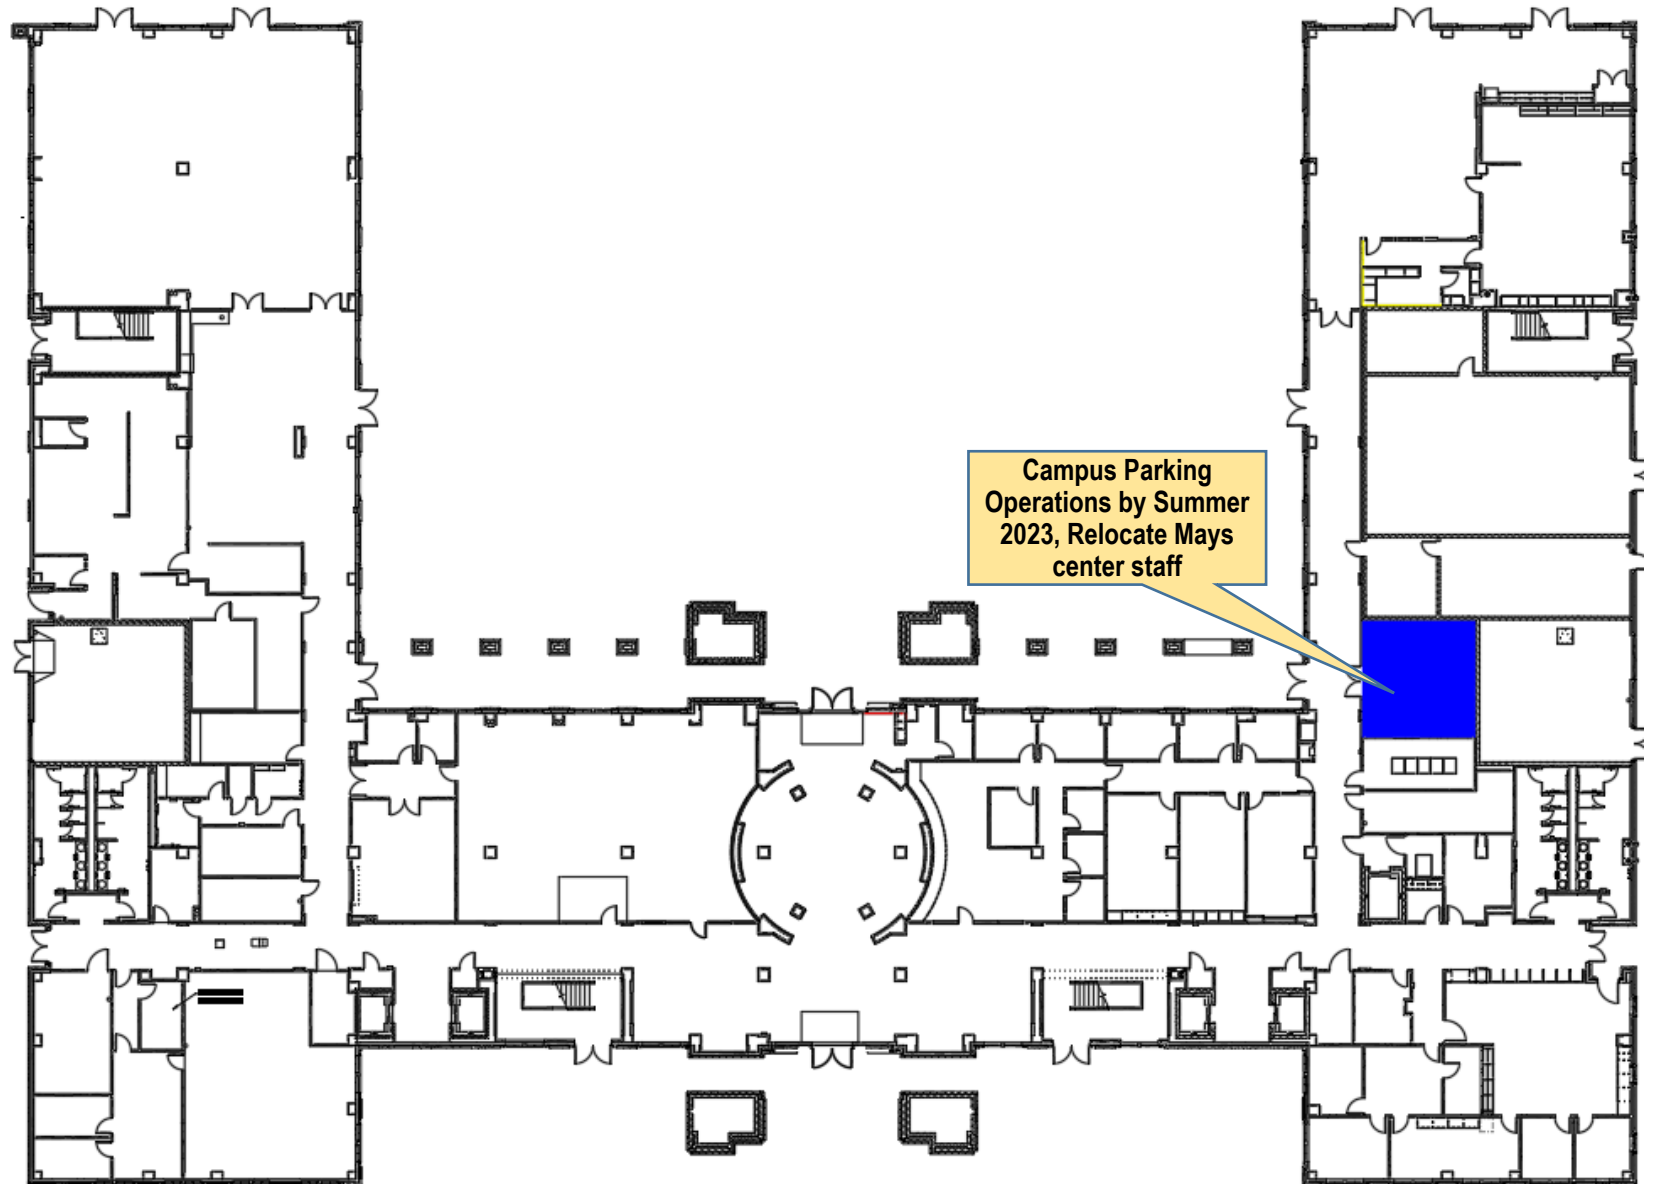 Campus Parking
Operations by Summer
2023, Relocate Mays
center staff